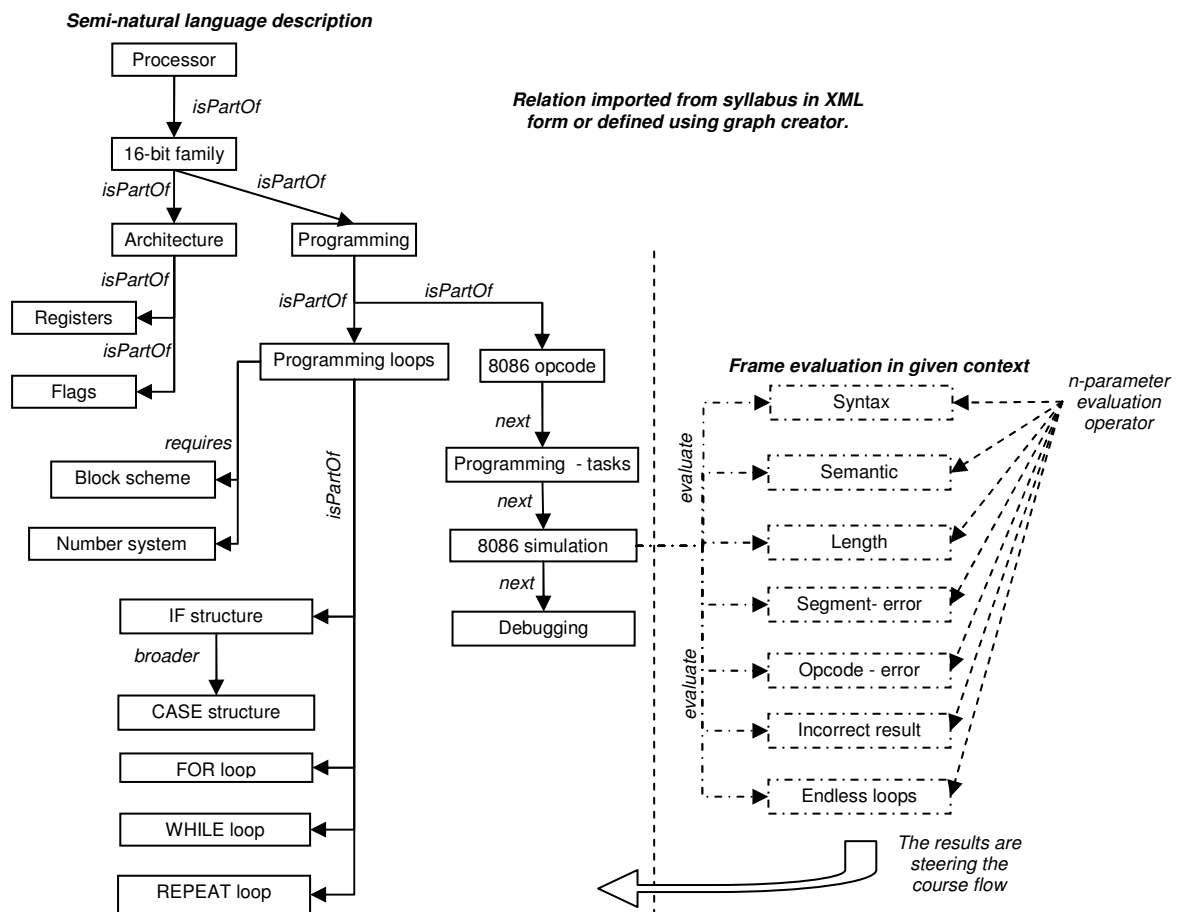 Semi-natural language description
Processor
isPartOf
Relation imported from syllabus in XML
form or defined using graph creator.
16-bit family
isPartOf
isPartOf
Architecture
Programming
isPartOf
isPartOf
isPartOf
Registers
isPartOf
Programming loops
8086 opcode
Flags
Frame evaluation in given context
n-parameter
evaluation
operator
Syntax
next
requires
isPartOf
evaluate
Block scheme
Programming - tasks
Semantic
next
Number system
8086 simulation
Length
next
IF structure
Debugging
Segment- error
broader
evaluate
Opcode - error
CASE structure
Incorrect result
FOR loop
Endless loops
WHILE loop
The results are
steering the
course flow
REPEAT loop